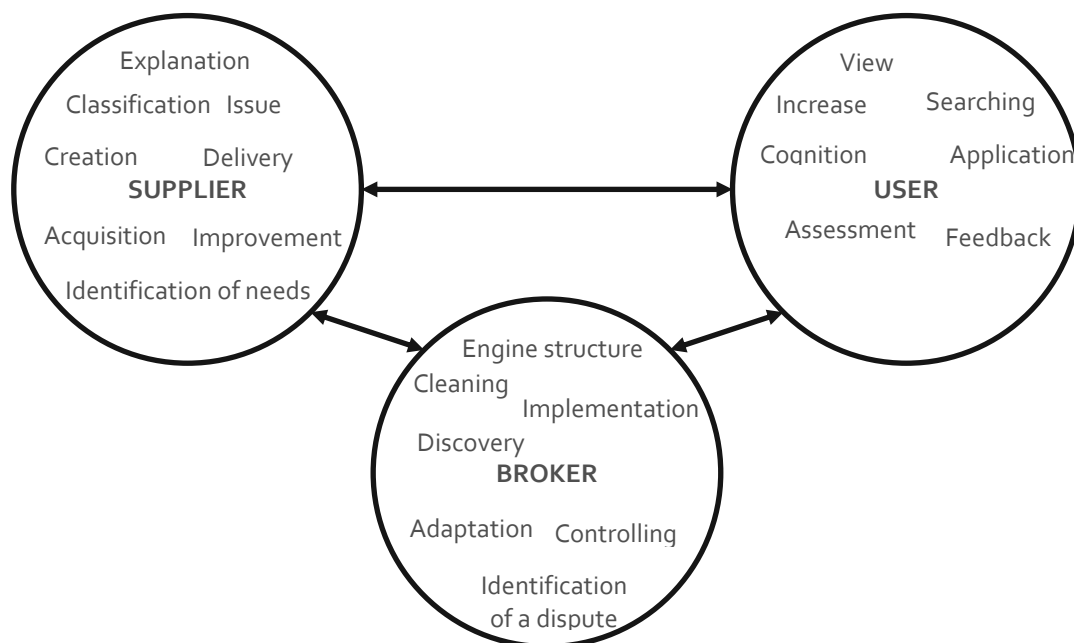 Explanation
Classification Issue
Creation Delivery
SUPPLIER
Acquisition Improvement
Identification of needs
View
Increase Searching
Cognition Application
USER
Assessment Feedback
Engine structure
Cleaning
Implementation
Discovery
BROKER
Adaptation Controlling
Identification
of a dispute